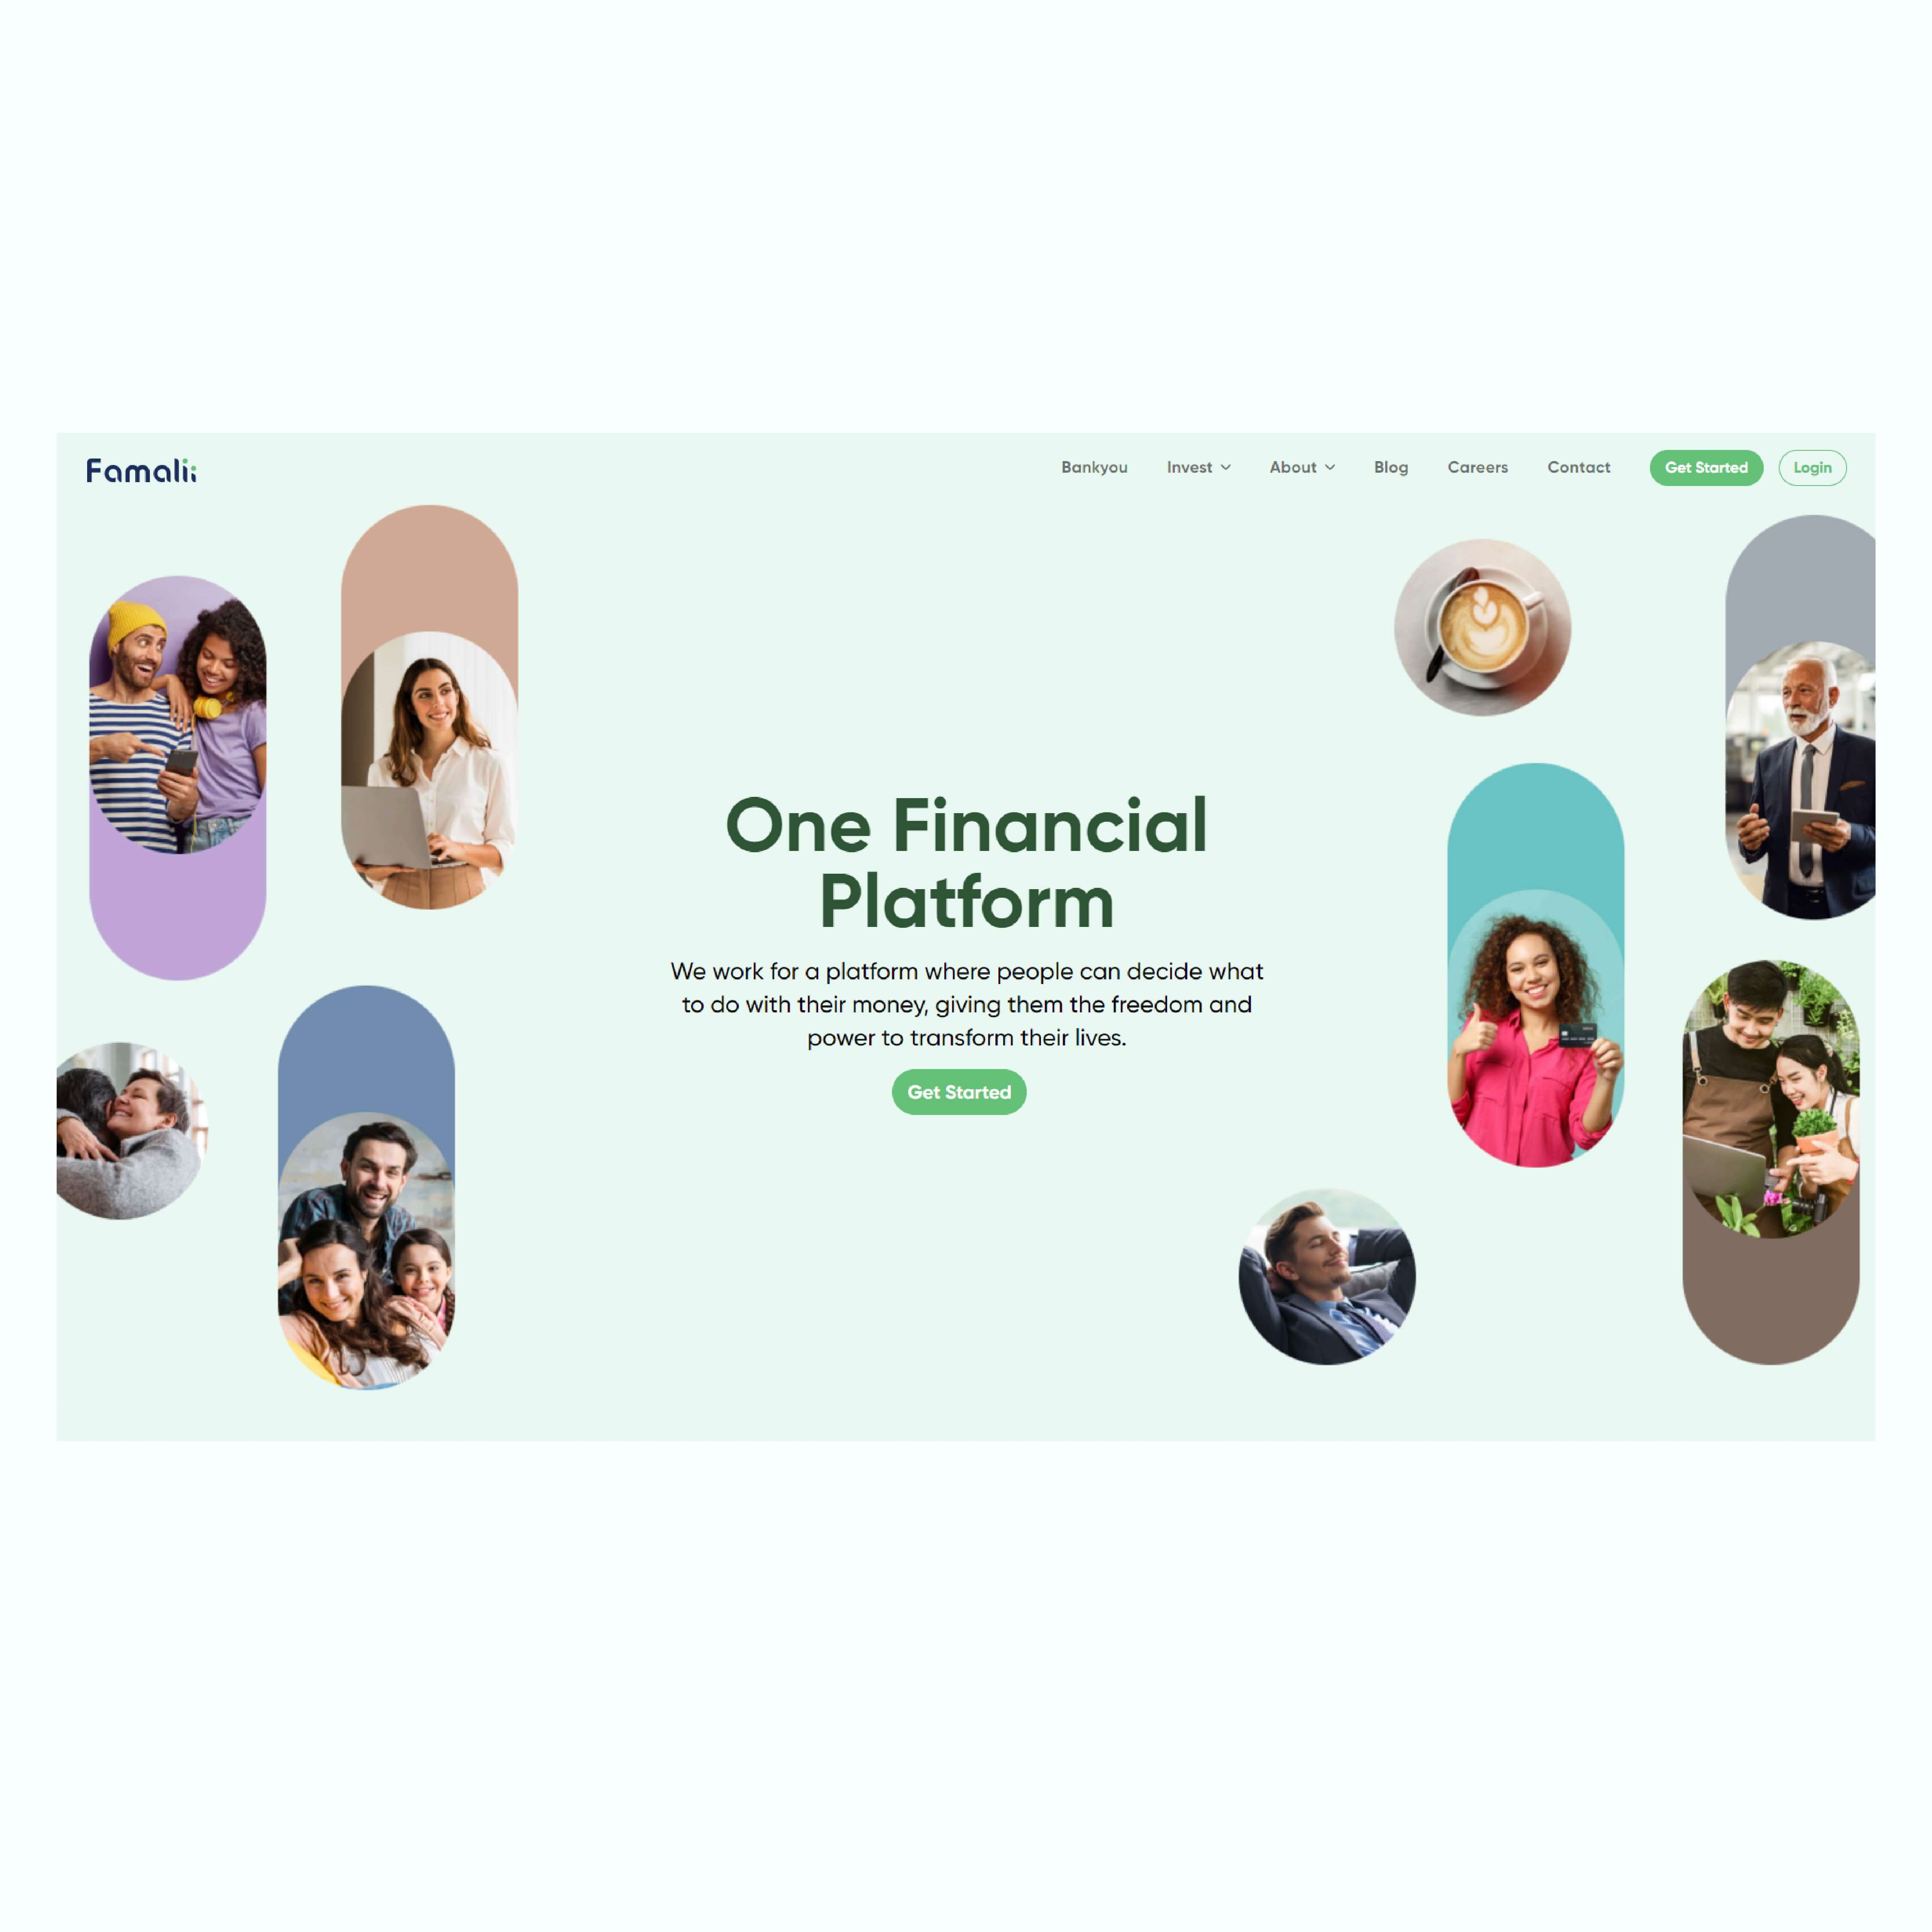 Famalii
Bankyou Invest About Blog Careers Contact Get Started Login
One Financial
Platform
We work for a platform where people can decide what
to do with their money, giving them the freedom and
power to transform their lives.
Get Started